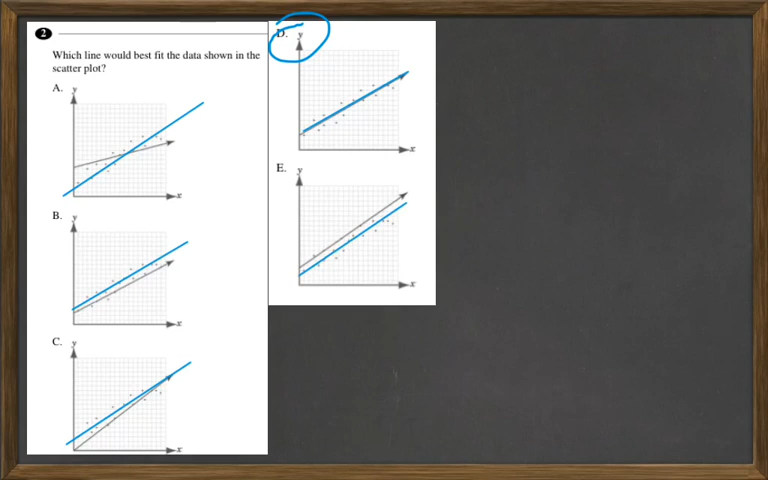 2
Which line would best fit the data shown in the
scatter plot?
A.
y
x
B.
y
x
C.
y
x
D.
y
x
E.
y
x